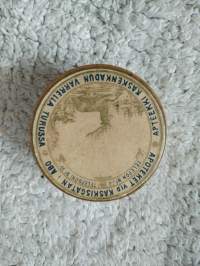 APTEEKKI KASKENKADUN VARRELLA TURUSSA
APOTEKET VID KASKISGATAN ÅBO